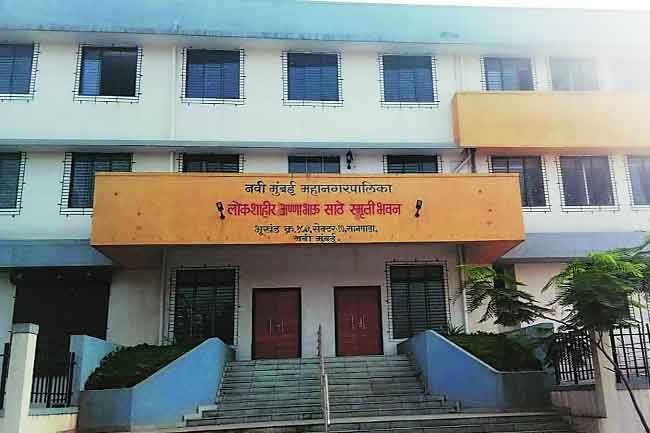 नवी मुंबई महानगरपालिका
लोकशाहीर अण्णाभाऊ साठे स्मृती भवन
भूखंड क्र. सेक्टर सानपाडा,
नवी मुंबई.